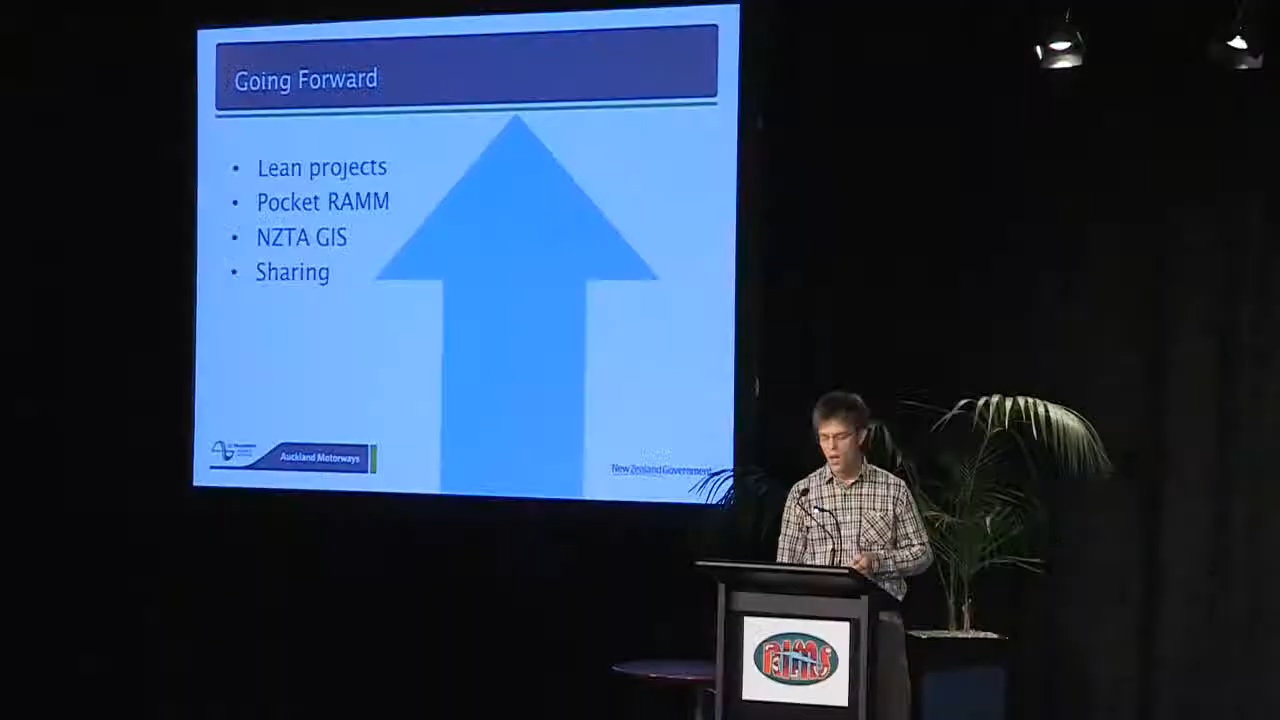 Going Forward
• Lean projects
• Pocket RAMM
• NZTA GIS
• Sharing
Auckland Motorways
New Zealand Government
RIMS